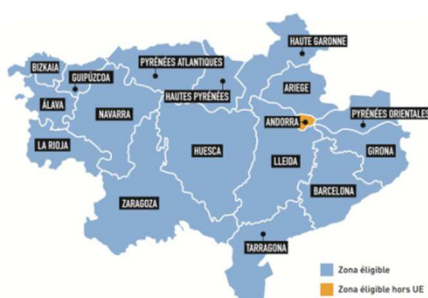 HAUTE GARONNE
BIZKAIA
PYRÉNÉES ATLANTIQUES
GUIPÚZCOA
ARIEGE
HAUTES PYRÉNÉES
ÁLAVA
NAVARRA
ANDORRA
PYRÉNÉES ORIENTALES
LA RIOJA
HUESCA
LLEIDA
GIRONA
BARCELONA
ZARAGOZA
TARRAGONA
Zona éligible
Zona éligible hors UE